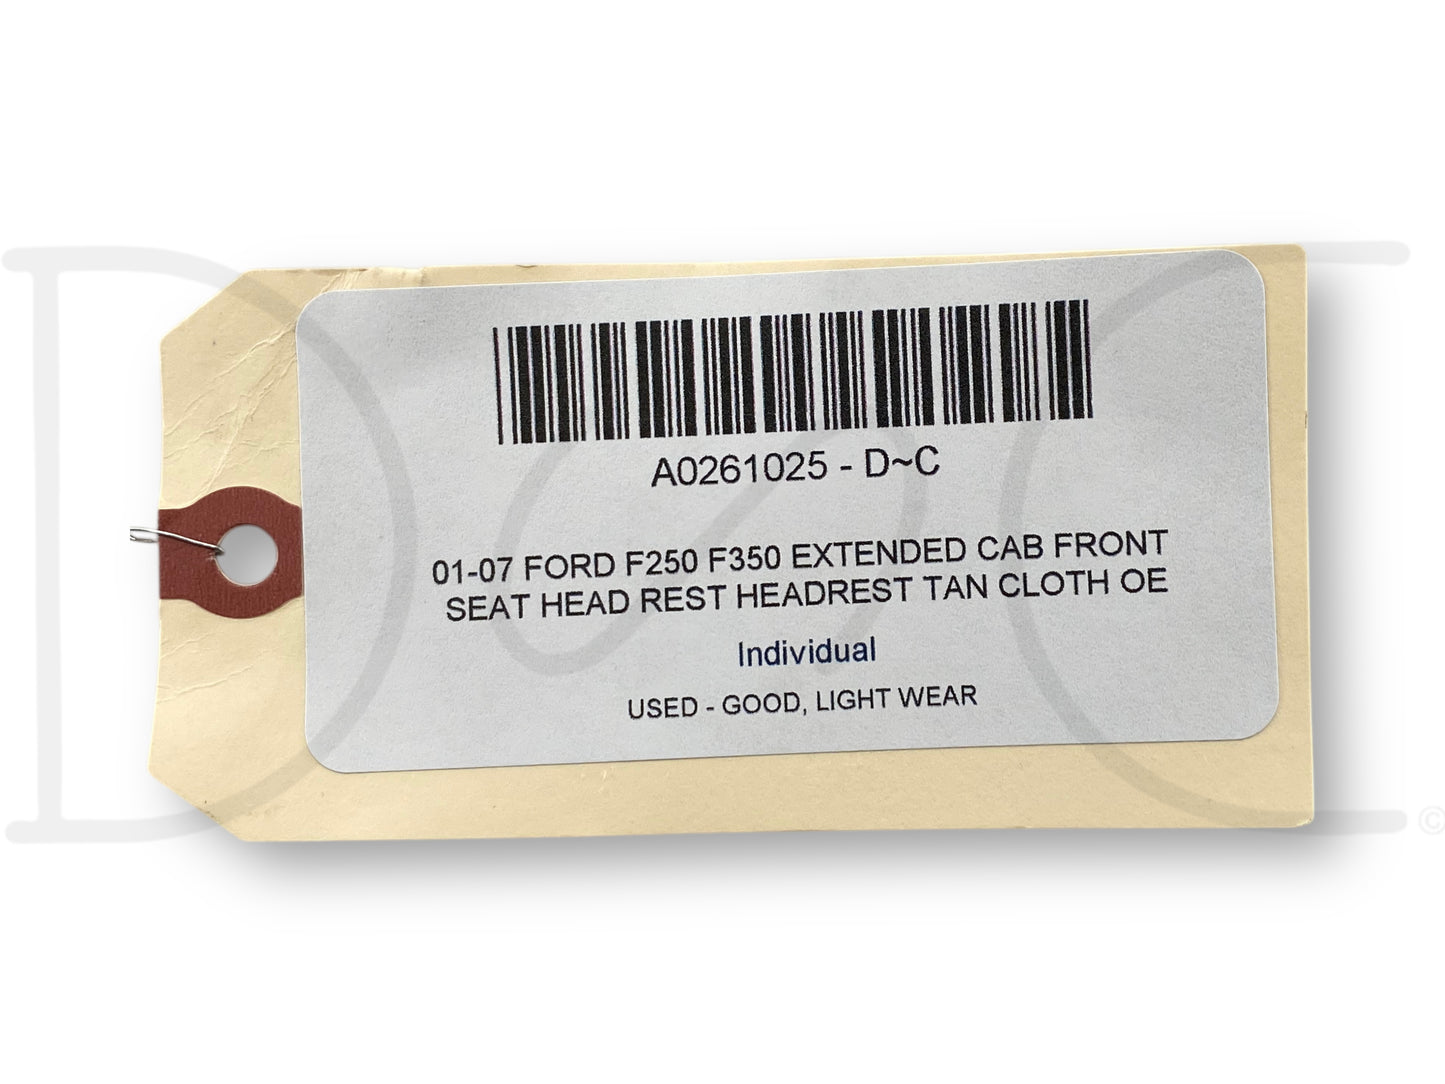 A0261025 - D~C
01-07 FORD F250 F350 EXTENDED CAB FRONT
SEAT HEAD REST HEADREST TAN CLOTH OE
Individual
USED - GOOD, LIGHT WEAR
D~C
©